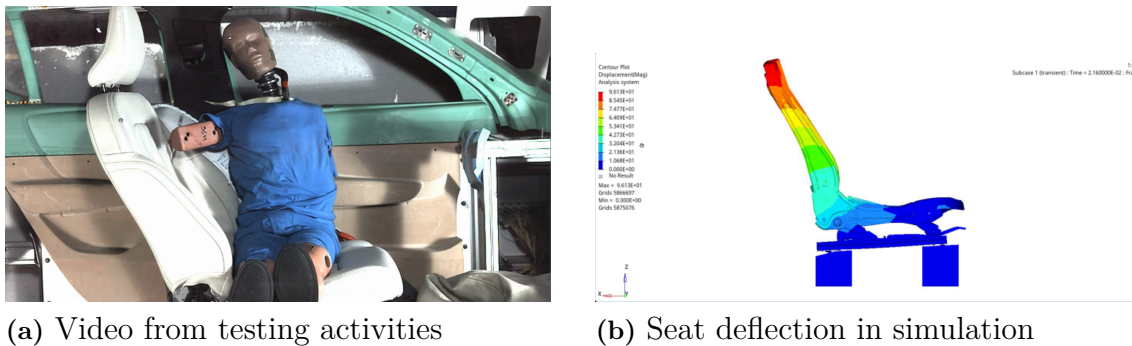 Contour Plot
Displacement(Mag)
Analysis system
9.613E+01
8.545E+01
7.477E+01
6.409E+01
5.341E+01
4.273E+01
3.204E+01
2.136E+01
1.068E+01
0.000E+00
No Result
Max = 9.613E+01
Grids 5866697
Min = 0.000E+00
Grids 5875076
1:
Subcase 1 (transient) : Time = 2.160000E-02 : Fra
Z
X
Y
(a) Video from testing activities
(b) Seat deflection in simulation